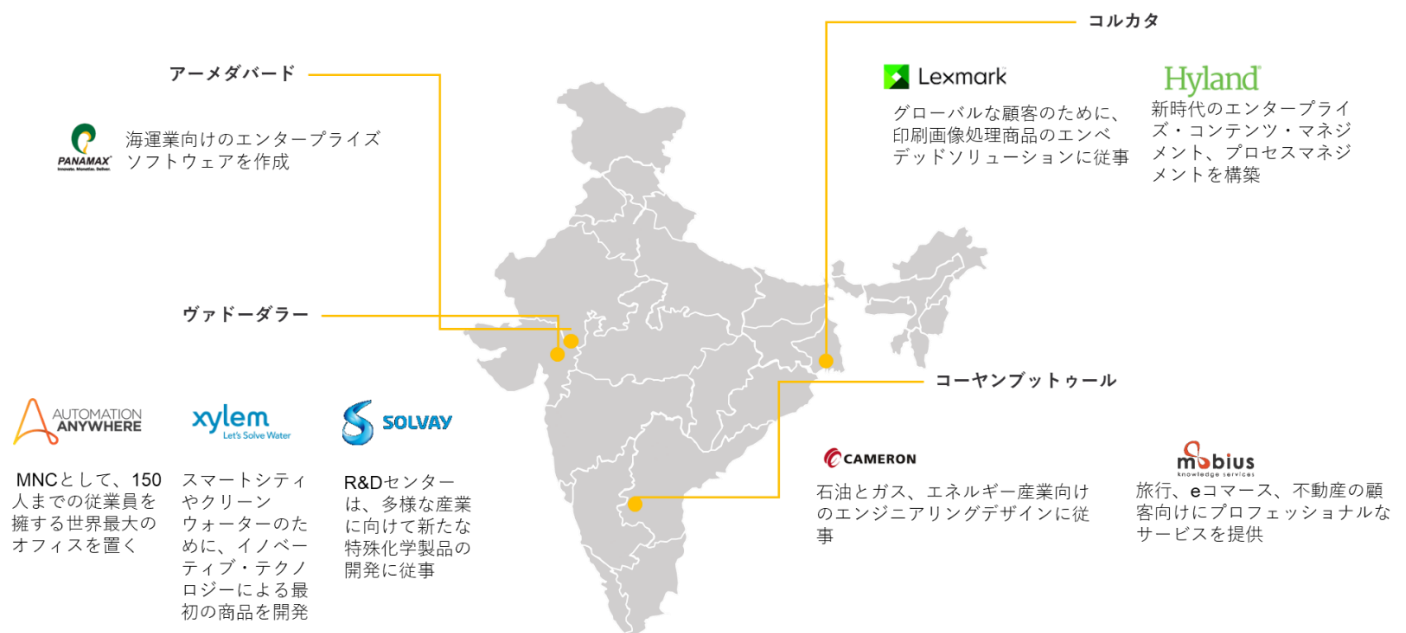 コルカタ
アーメダバード
Lexmark
Hyland
グローバルな顧客のために、
印刷画像処理商品のエンベ
デッドソリューションに従事
新時代のエンタープライ
ズ・コンテンツ・マネジ
メント、プロセスマネジ
メントを構築
PANAMAX
海運業向けのエンタープライズ
ソフトウェアを作成
ヴァドーダラー
コーヤンブットゥール
AUTOMATION
ANYWHERE
xylem
Let's Solve Water
SOLVAY
MNCとして、150
人までの従業員を
擁する世界最大の
オフィスを置く
スマートシティ
やクリーン
ウォーターのた
めに、イノベー
ティブ・テクノ
ロジーによる最
初の商品を開発
R&Dセンター
は、多様な産業
に向けて新たな
特殊化学製品の
開発に従事
CAMERON
石油とガス、エネルギー産業向け
のエンジニアリングデザインに従
事
mobius
knowledge services
旅行、eコマース、不動産の顧
客向けにプロフェッショナルな
サービスを提供